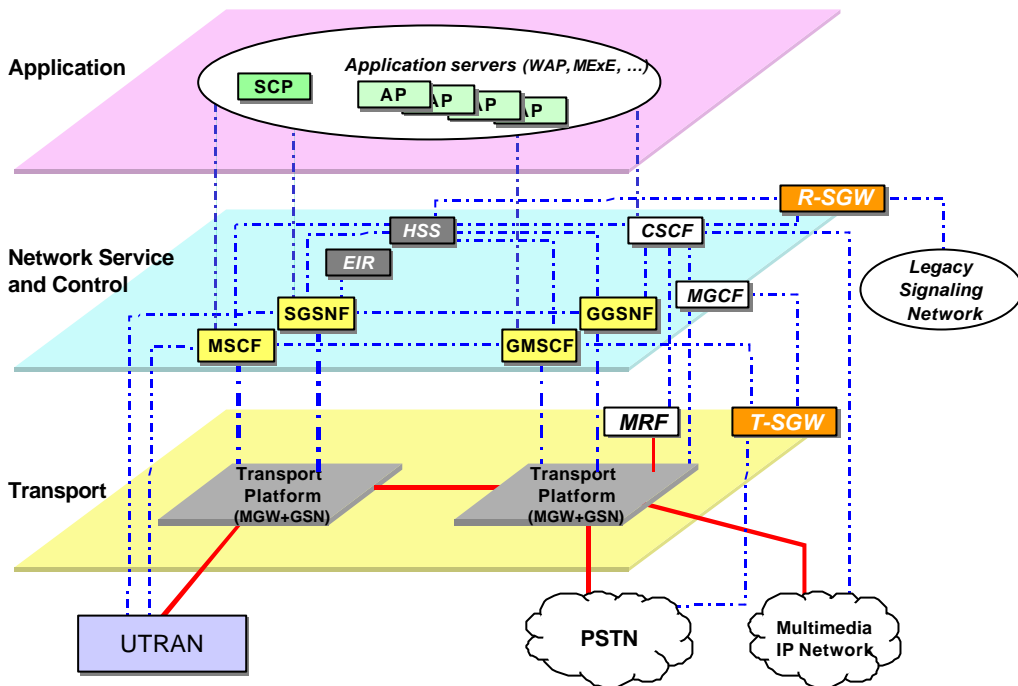 Application
Application servers (WAP, MExE, ...)
SCP
AP
AP
AP
AP
R-SGW
HSS
CSCF
Network Service
and Control
EIR
Legacy
Signaling
Network
MGCF
SGSNF
GGSNF
MSCF
GMSCF
MRF
T-SGW
Transport
Transport
Platform
(MGW+GSN)
Transport
Platform
(MGW+GSN)
UTRAN
PSTN
Multimedia
IP Network